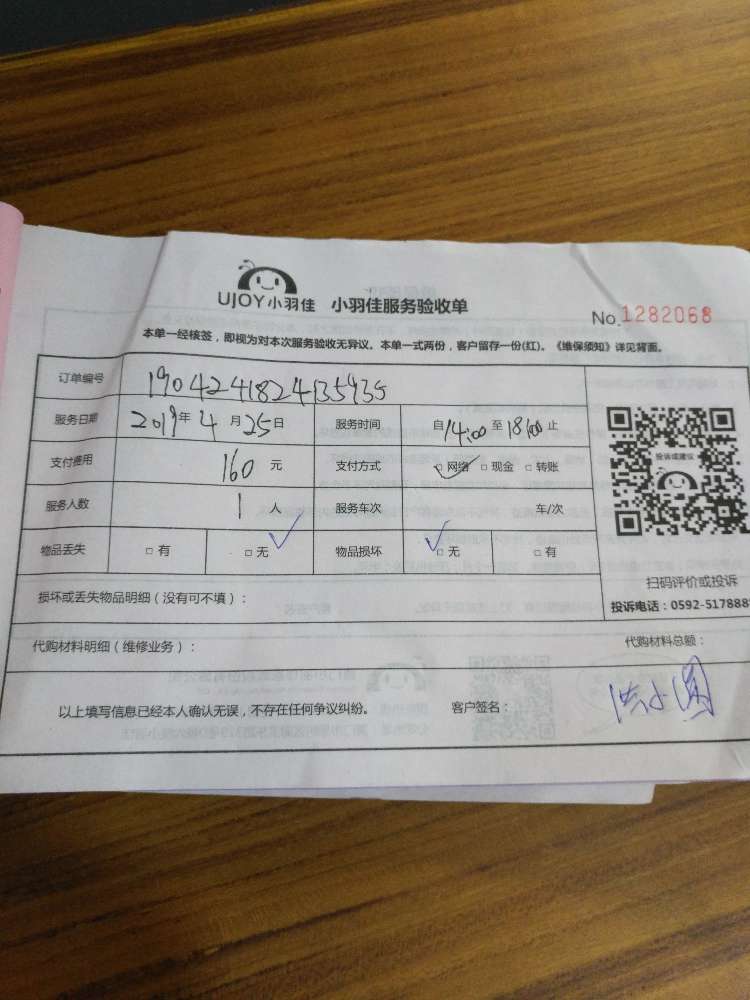 UJOY小羽佳 小羽佳服务验收单
No.1282068
本单一经核签，即视为对本次服务验收无异议。本单一式两份，客户留存一份(红)。《维保须知》详见背面。
订单编号 19042418244135935
服务日期 2019年 4 月 25 日 服务时间 自14:00至18:00止
支付费用 160 元 支付方式 □网络 □现金 □转账
服务人数 1 人 服务车次 车/次
投诉或建议
物品丢失 □有 □无 物品损坏 □无 □有
扫码评价或投诉
损坏或丢失物品明细（没有可不填）：
投诉电话：0592-517888
代购材料明细（维修业务）：
代购材料总额：
以上填写信息已经本人确认无误，不存在任何争议纠纷。 客户签名：